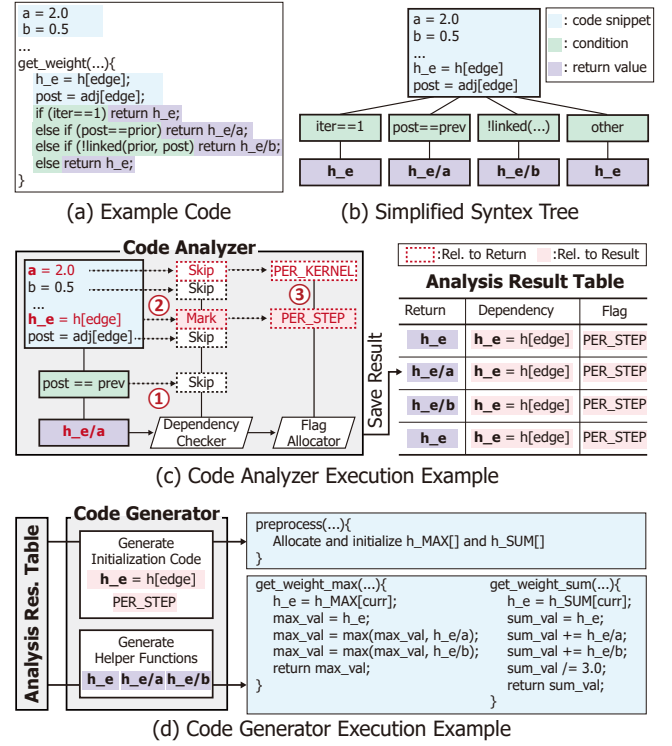 a = 2.0
b = 0.5
...
get_weight(...){
h_e = h[edge];
post = adj[edge];
if (iter==1) return h_e;
else if (post==prior) return h_e/a;
else if (!linked(prior, post) return h_e/b;
else return h_e;
}
(a) Example Code
a = 2.0
b = 0.5
...
h_e = h[edge]
post = adj[edge]
: code snippet
: condition
: return value
iter==1
post==prev
!linked(...)
other
h_e
h_e/a
h_e/b
h_e
(b) Simplified Syntex Tree
Code Analyzer
a = 2.0
b = 0.5
...
h_e = h[edge]
post = adj[edge]
post == prev
h_e/a
①
②
③
Skip
Skip
Mark
Skip
Skip
Dependency
Checker
PER_KERNEL
PER_STEP
Flag
Allocator
Save Result
:Rel. to Return
:Rel. to Result
Analysis Result Table
Return Dependency Flag
h_e h_e = h[edge] PER_STEP
h_e/a h_e = h[edge] PER_STEP
h_e/b h_e = h[edge] PER_STEP
h_e h_e = h[edge] PER_STEP
(c) Code Analyzer Execution Example
Analysis Res. Table
Code Generator
Generate
Initialization Code
h_e = h[edge]
PER_STEP
Generate
Helper Functions
h_e h_e/a h_e/b
preprocess(...){
Allocate and initialize h_MAX[] and h_SUM[]
}
get_weight_max(...){
h_e = h_MAX[curr];
max_val = h_e;
max_val = max(max_val, h_e/a);
max_val = max(max_val, h_e/b);
return max_val;
}
get_weight_sum(...){
h_e = h_SUM[curr];
sum_val = h_e;
sum_val += h_e/a;
sum_val += h_e/b;
sum_val /= 3.0;
return sum_val;
}
(d) Code Generator Execution Example